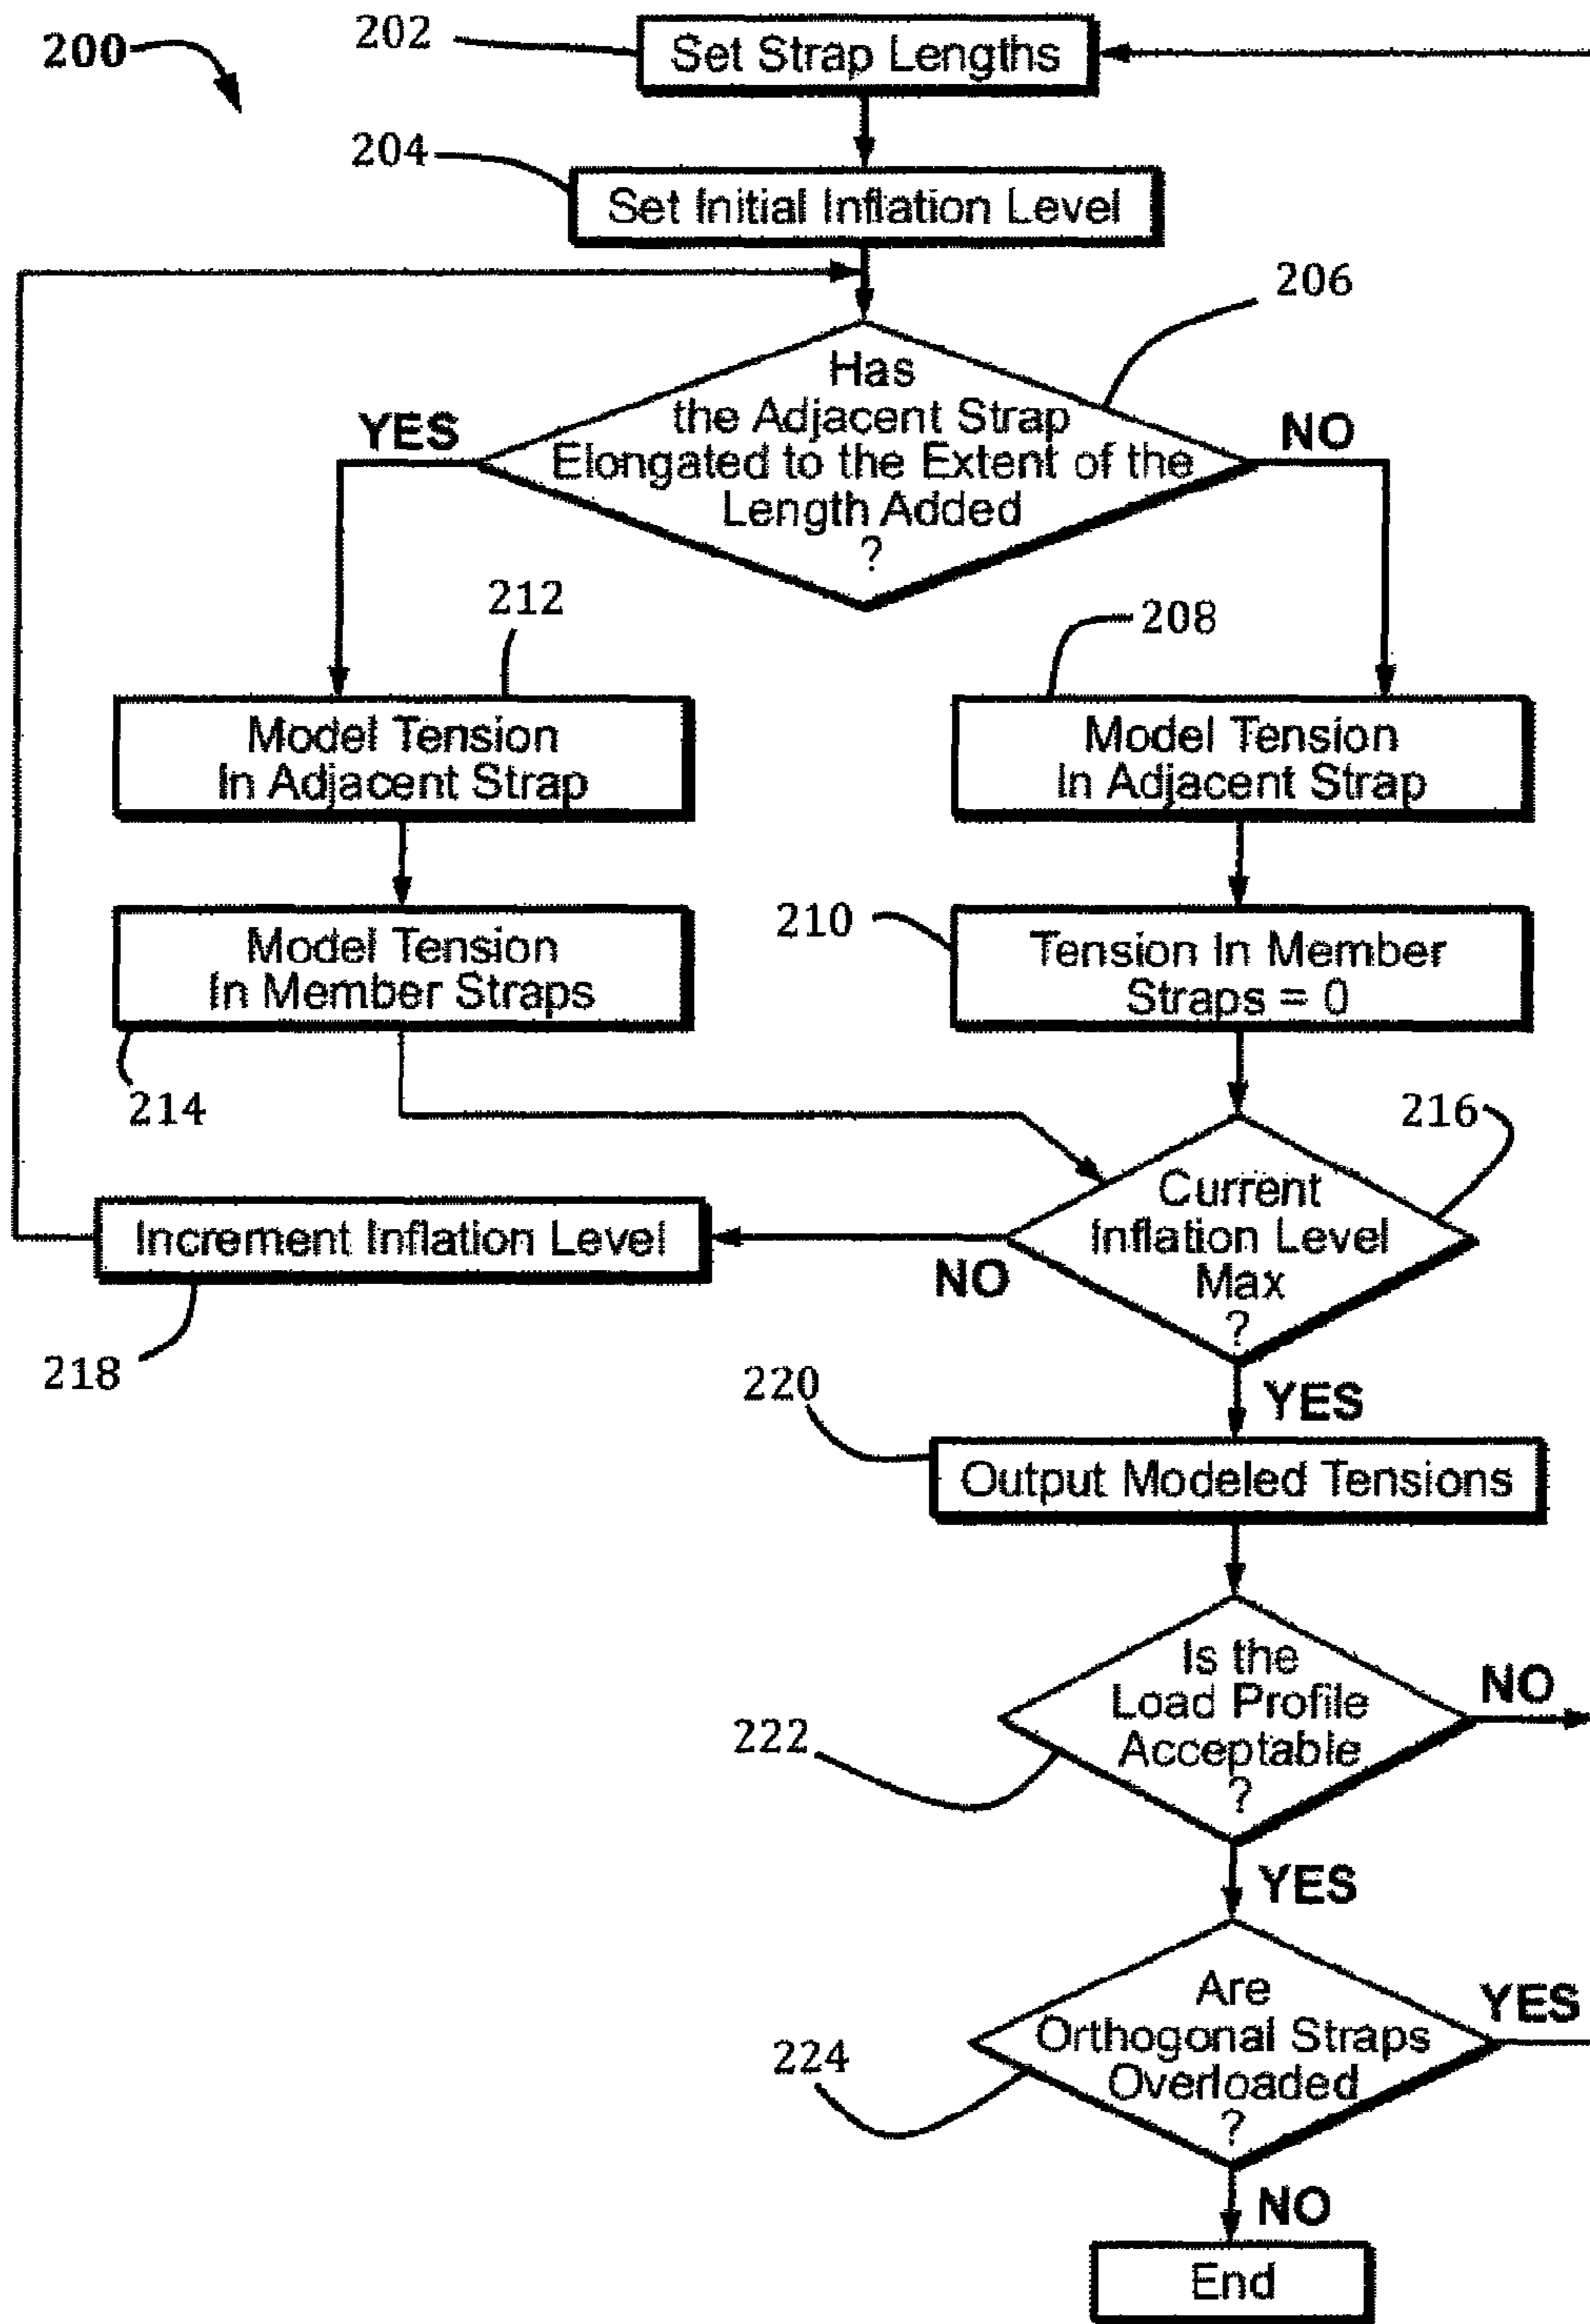 200
202
Set Strap Lengths
204
Set Initial Inflation Level
206
Has
the Adjacent Strap
Elongated to the Extent of the
Length Added
?
YES
NO
212
208
Model Tension
In Adjacent Strap
Model Tension
In Adjacent Strap
210
Model Tension
In Member Straps
Tension In Member
Straps = 0
214
216
Current
Inflation Level
Max
?
Increment Inflation Level
NO
218
YES
220
Output Modeled Tensions
Is the
Load Profile
Acceptable
?
NO
222
YES
Are
Orthogonal Straps
Overloaded
?
YES
224
NO
End